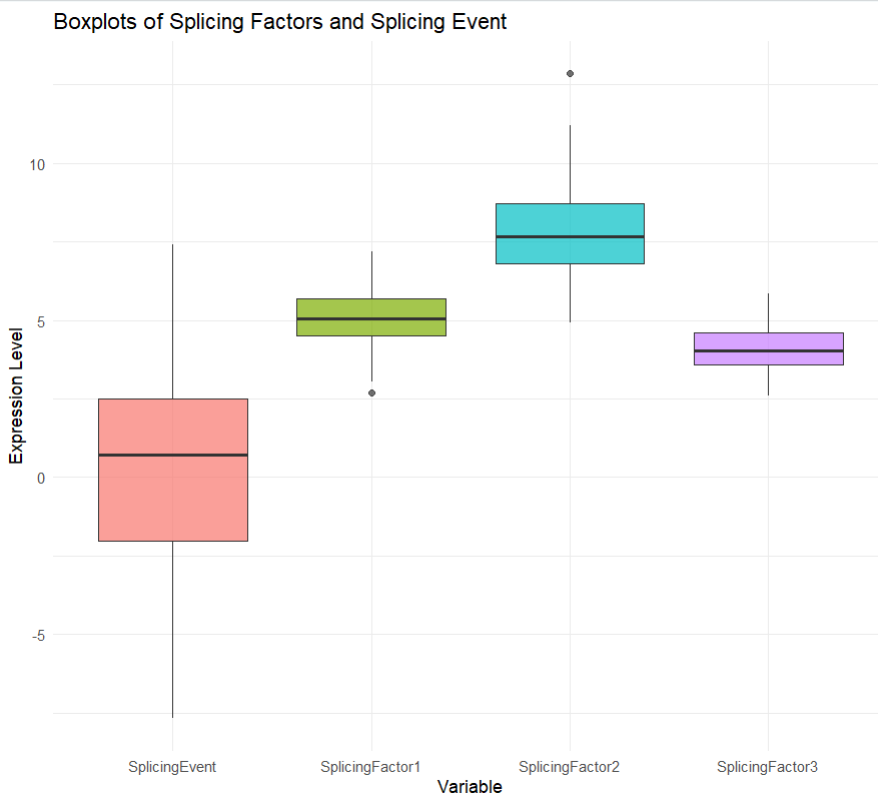 Boxplots of Splicing Factors and Splicing Event
Expression Level
10
5
0
-5
SplicingEvent
SplicingFactor1
SplicingFactor2
SplicingFactor3
Variable